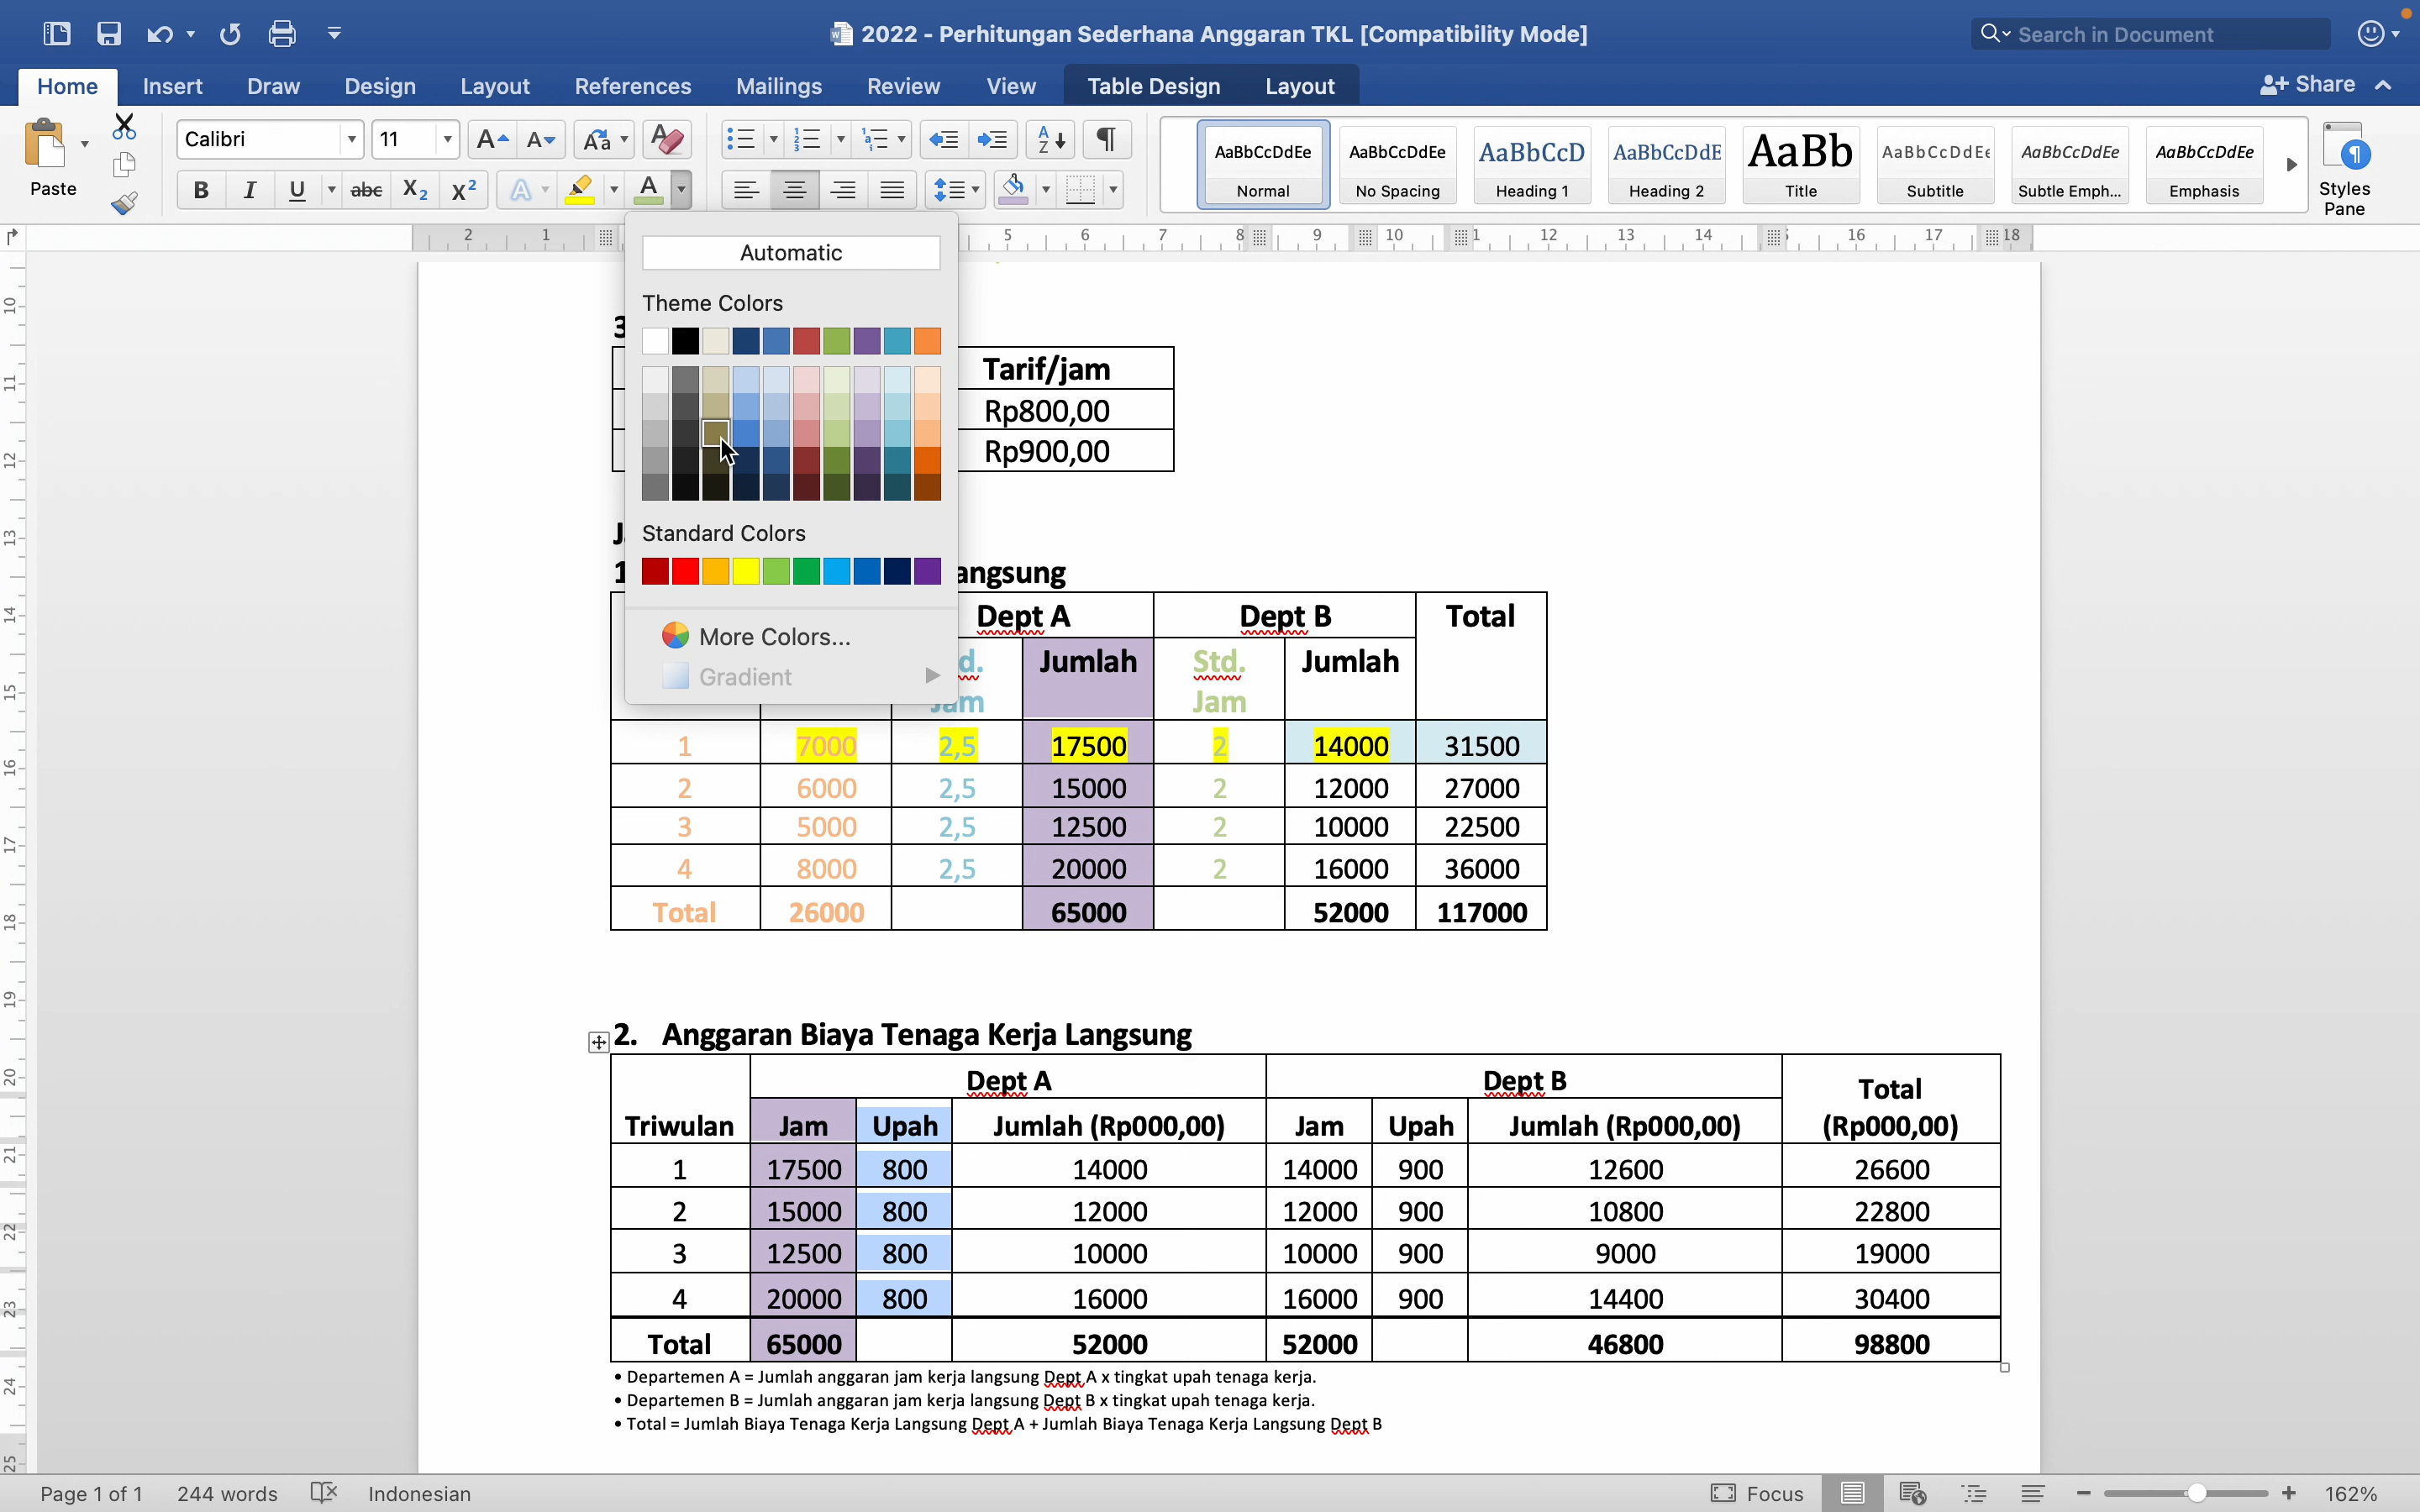 2022 - Perhitungan Sederhana Anggaran TKL [Compatibility Mode]
Search in Document
Home Insert Draw Design Layout References Mailings Review View Table Design Layout
Share
Paste
Calibri 11
AaBbCcDdEe AaBbCcDdEe AaBbCcD AaBbCcDdE AaBb AaBbCcDdEe AaBbCcDdEe AaBbCcDdEe
Normal No Spacing Heading 1 Heading 2 Title Subtitle Subtle Emph... Emphasis
Styles Pane
Automatic
Theme Colors
Standard Colors
More Colors...
Gradient
3
Tarif/jam
Rp800,00
Rp900,00
1 angsung
Dept A Dept B Total
d. Jam Jumlah Std. Jam Jumlah
1 7000 2,5 17500 2 14000 31500
2 6000 2,5 15000 2 12000 27000
3 5000 2,5 12500 2 10000 22500
4 8000 2,5 20000 2 16000 36000
Total 26000 65000 52000 117000
2. Anggaran Biaya Tenaga Kerja Langsung
Triwulan Dept A Dept B Total (Rp000,00)
Jam Upah Jumlah (Rp000,00) Jam Upah Jumlah (Rp000,00)
1 17500 800 14000 14000 900 12600 26600
2 15000 800 12000 12000 900 10800 22800
3 12500 800 10000 10000 900 9000 19000
4 20000 800 16000 16000 900 14400 30400
Total 65000 52000 52000 46800 98800
• Departemen A = Jumlah anggaran jam kerja langsung Dept A x tingkat upah tenaga kerja.
• Departemen B = Jumlah anggaran jam kerja langsung Dept B x tingkat upah tenaga kerja.
• Total = Jumlah Biaya Tenaga Kerja Langsung Dept A + Jumlah Biaya Tenaga Kerja Langsung Dept B
Page 1 of 1 244 words Indonesian Focus 162%